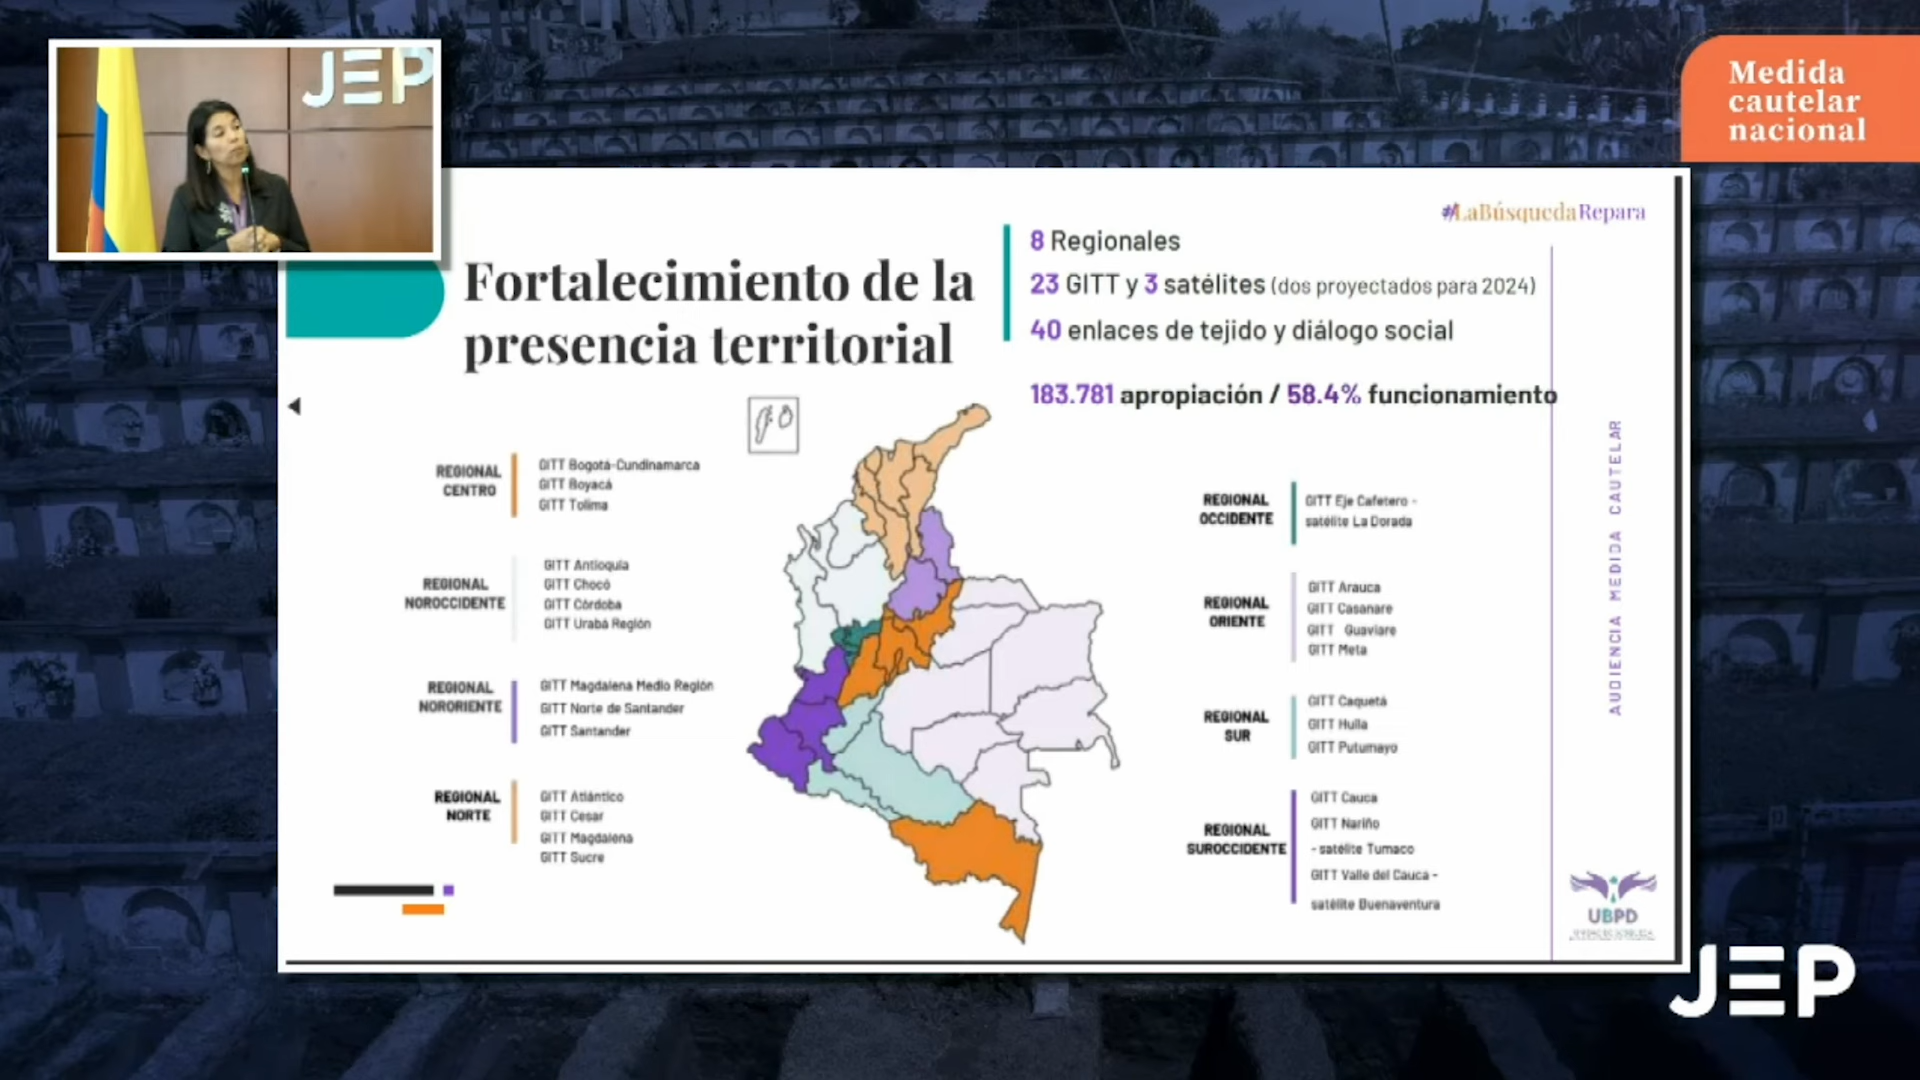 JEP
Medida
cautelar
nacional
#LaBúsquedaRepara
Fortalecimiento de la
presencia territorial
8 Regionales
23 GITT y 3 satélites (dos proyectados para 2024)
40 enlaces de tejido y diálogo social
183.781 apropiación / 58.4% funcionamiento
REGIONAL
CENTRO
GITT Bogotá-Cundinamarca
GITT Boyacá
GITT Tolima
REGIONAL
NOROCCIDENTE
GITT Antioquia
GITT Chocó
GITT Córdoba
GITT Urabá Región
REGIONAL
NORORIENTE
GITT Magdalena Medio Región
GITT Norte de Santander
GITT Santander
REGIONAL
NORTE
GITT Atlántico
GITT Cesar
GITT Magdalena
GITT Sucre
REGIONAL
OCCIDENTE
GITT Eje Cafetero -
satélite La Dorada
REGIONAL
ORIENTE
GITT Arauca
GITT Casanare
GITT Guaviare
GITT Meta
REGIONAL
SUR
GITT Caquetá
GITT Huila
GITT Putumayo
REGIONAL
SUROCCIDENTE
GITT Cauca
GITT Nariño
- satélite Tumaco
GITT Valle del Cauca -
satélite Buenaventura
AUDIENCIA MEDIDA CAUTELAR
UBPD
JEP